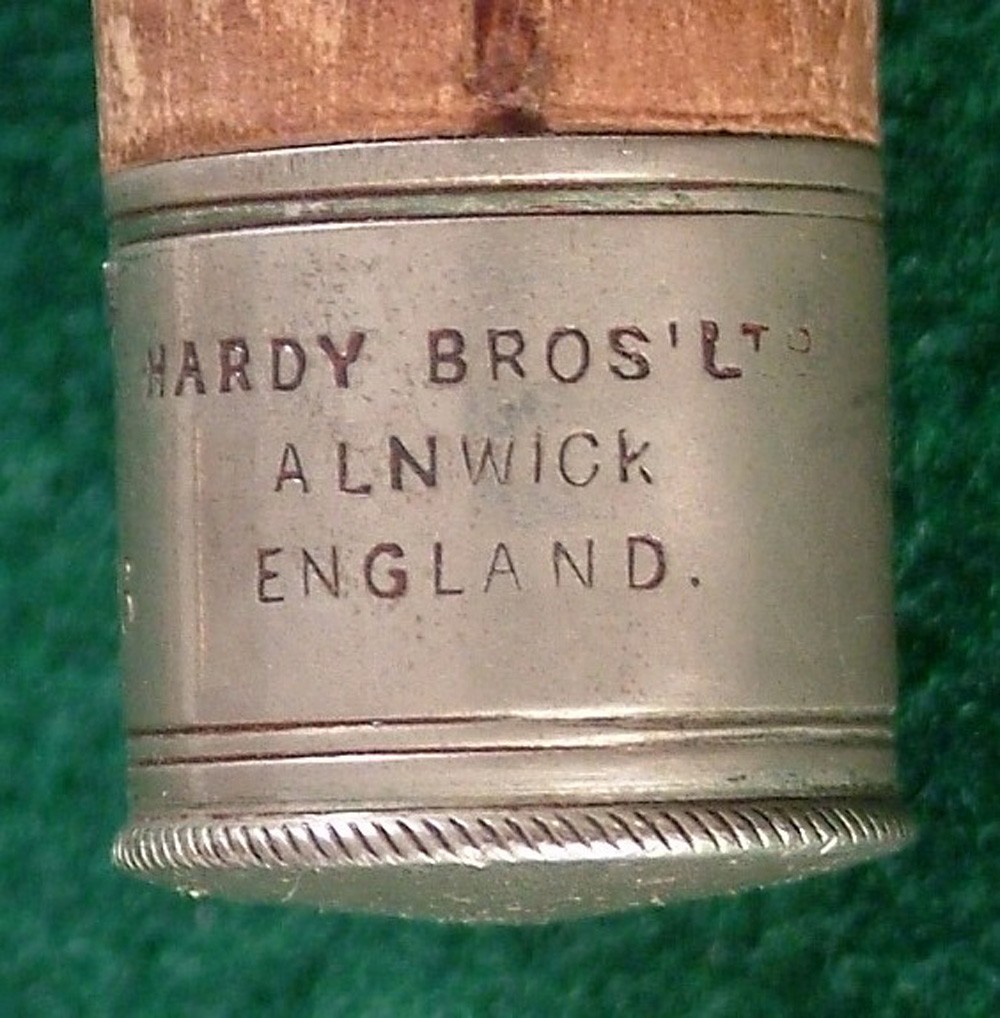 HARDY BROS' LTD
ALNWICK
ENGLAND.